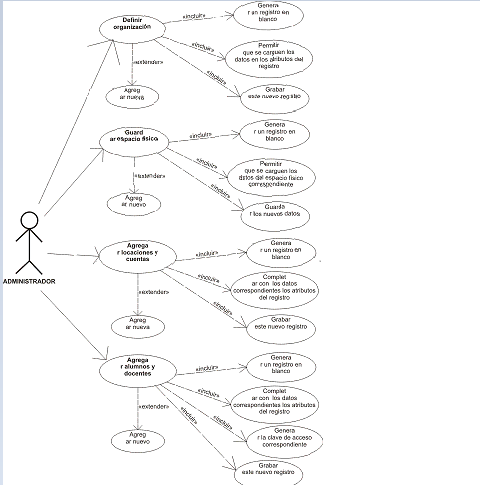 Definir
organización
«incluir»
Genera
r un registro en
blanco
«incluir»
Permitir
que se carguen los
datos en los atributos del
registro
«incluir»
Grabar
este nuevo registro
«extender»
Agreg
ar nueva
Guard
ar espacio físico
«incluir»
Genera
r un registro en
blanco
«incluir»
Permitir
que se carguen los
datos del espacio físico
correspondiente
«incluir»
Guarda
r los nuevos datos
«extender»
Agreg
ar nuevo
ADMINISTRADOR
Agrega
r locaciones y
cuentas
«incluir»
Genera
r un registro en
blanco
«incluir»
Complet
ar con los datos
correspondientes los atributos
del registro
«incluir»
Grabar
este nuevo registro
«extender»
Agreg
ar nueva
Agrega
r alumnos y
docentes
«incluir»
Genera
r un registro en
blanco
«incluir»
Complet
ar con los datos
correspondientes los atributos
del registro
«incluir»
Genera
r la clave de acceso
correspondiente
«incluir»
Grabar
este nuevo registro
«extender»
Agreg
ar nuevo